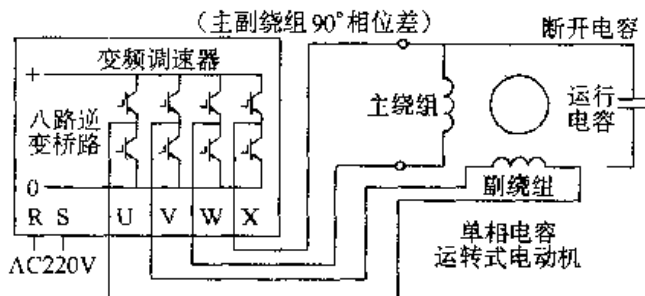 （主副绕组90°相位差）
断开电容
+
变频调速器
八路逆
变桥路
主绕组
运行
电容
0
副绕组
R S U V W X
AC220V
单相电容
运转式电动机